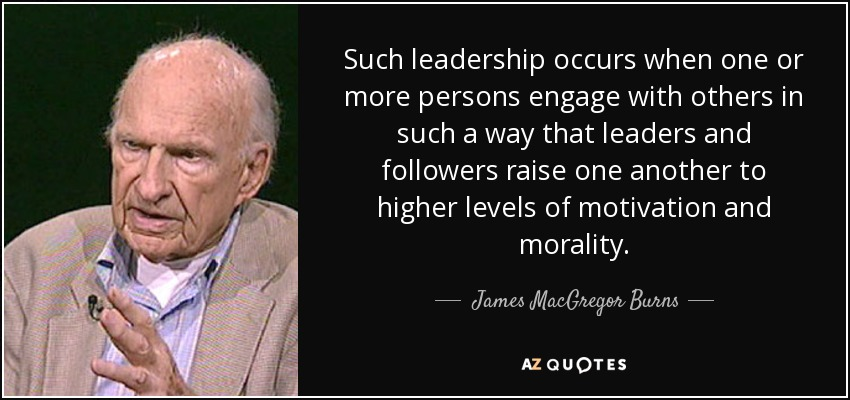 Such leadership occurs when one or
more persons engage with others in
such a way that leaders and
followers raise one another to
higher levels of motivation and
morality.
James MacGregor Burns
AZ QUOTES